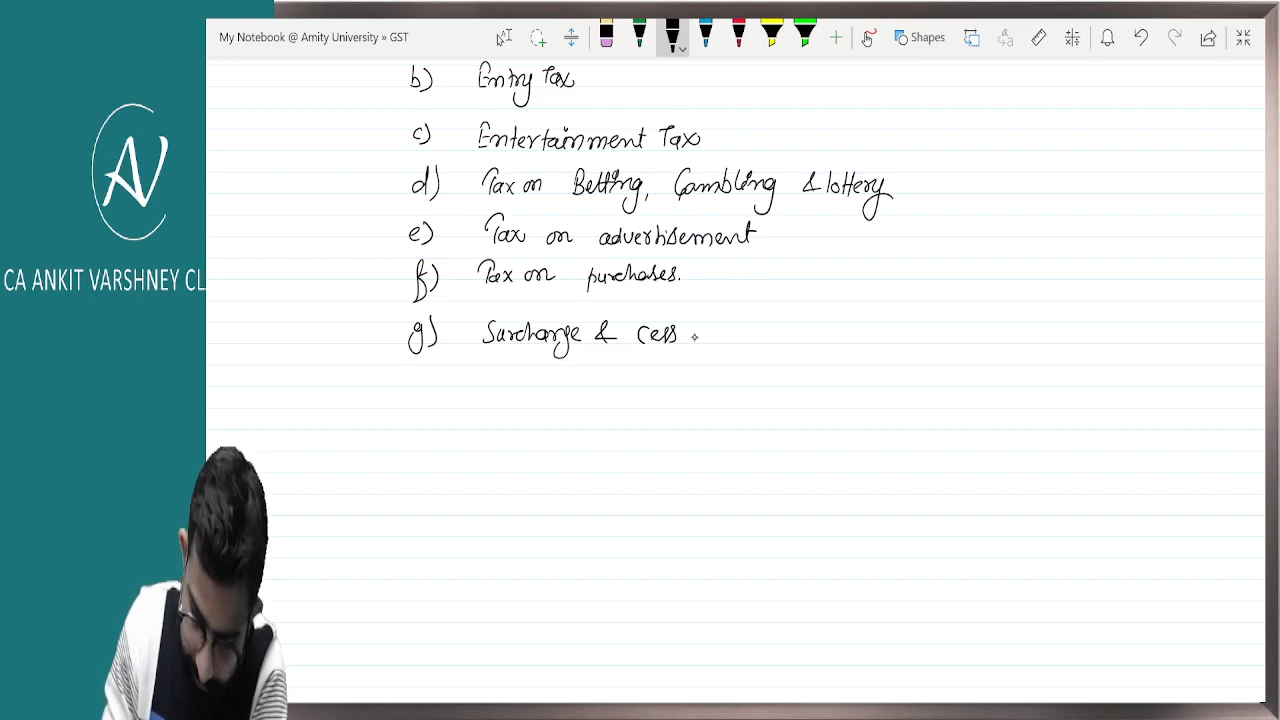 My Notebook @ Amity University » GST
Shapes
b) Entry Tax
c) Entertainment Tax
d) Tax on Betting, Gambling & lottery
e) Tax on advertisement
f) Tax on purchases.
g) Surcharge & cess
AV
CA ANKIT VARSHNEY CL